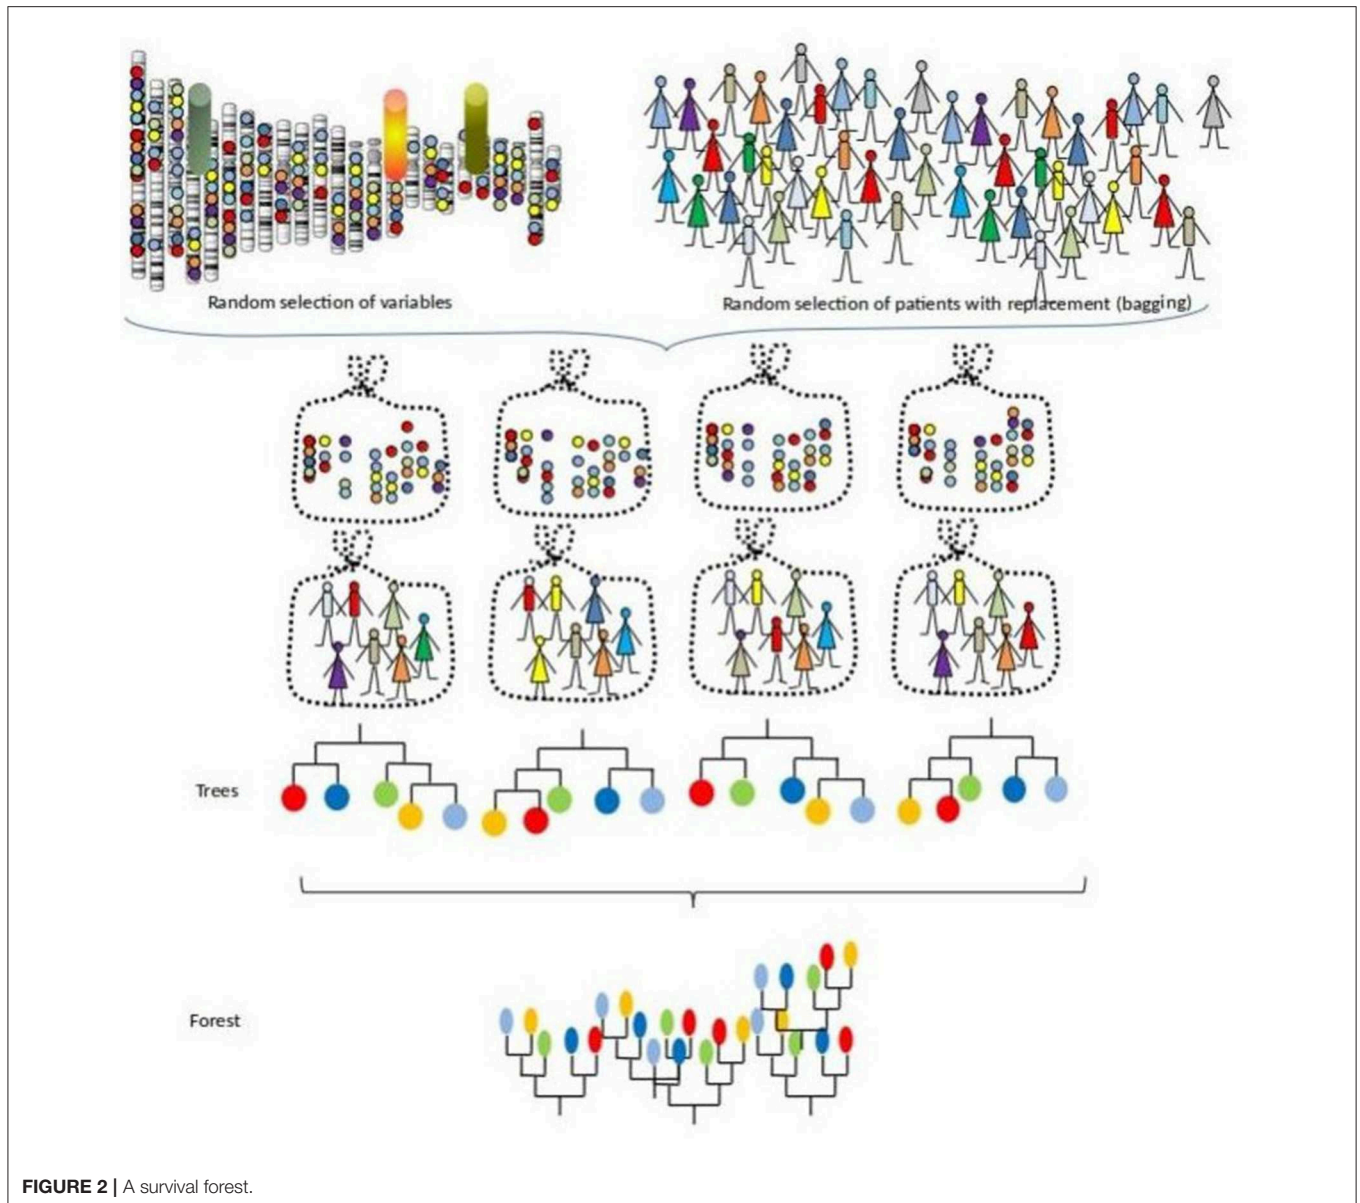 Random selection of variables
Random selection of patients with replacement (bagging)
Trees
Forest
FIGURE 2 | A survival forest.